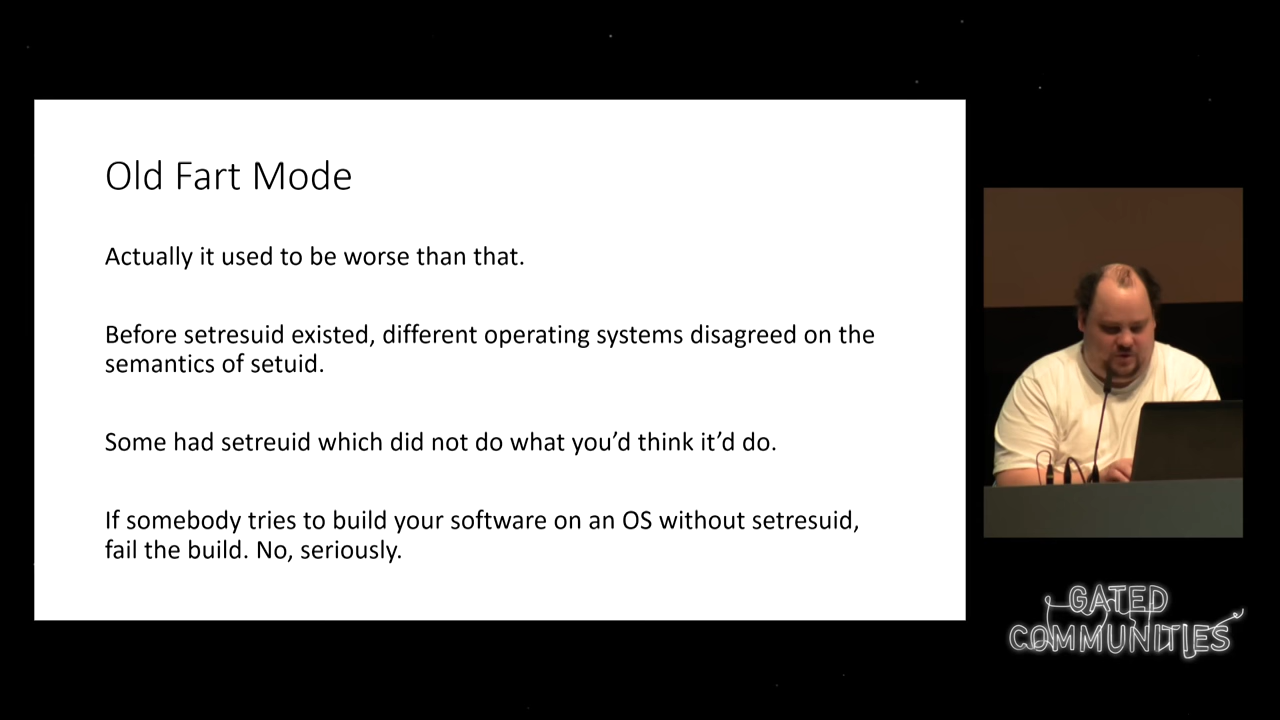 Old Fart Mode
Actually it used to be worse than that.
Before setresuid existed, different operating systems disagreed on the
semantics of setuid.
Some had setreuid which did not do what you’d think it’d do.
If somebody tries to build your software on an OS without setresuid,
fail the build. No, seriously.
GATED
COMMUNITIES